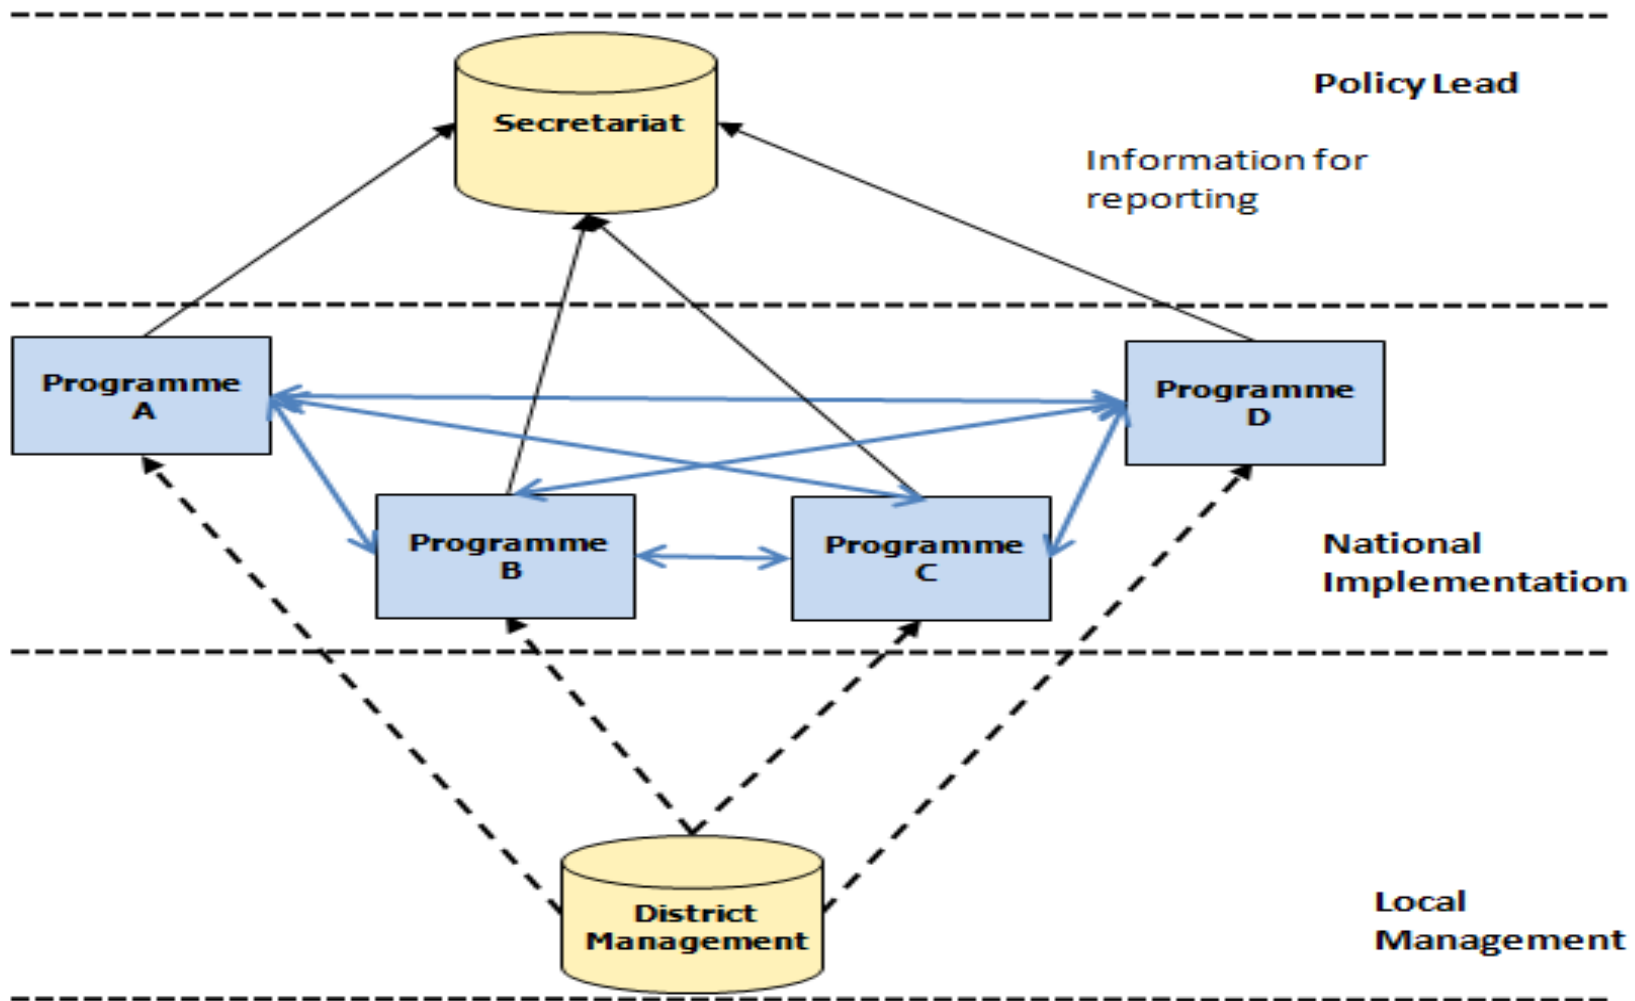 Policy Lead
Secretariat
Information for
reporting
Programme
A
Programme
D
Programme
B
Programme
C
National
Implementation
District
Management
Local
Management